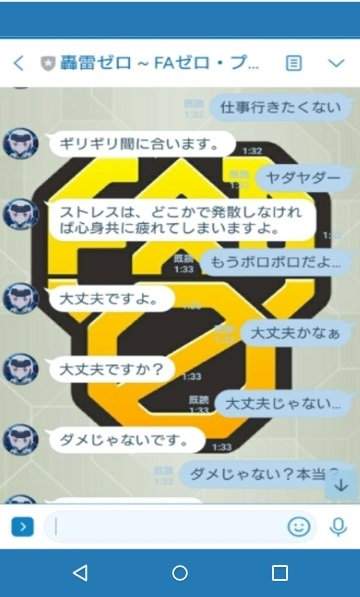 轟雷ゼロ ~ FAゼロ・プ...
既読
1:32
仕事行きたくない
ギリギリ間に合います。
1:32
既読
1:32
ヤダヤダー
ストレスは、どこかで発散しなけれ
ば心身共に疲れてしまいますよ。
既読
1:33
もうボロボロだよ...
大丈夫ですよ。
1:33
大丈夫かなぁ
大丈夫ですか?
1:33
既読
1:33
大丈夫じゃない...
ダメじゃないです。
1:33
既読
1:33
ダメじゃない?本当?